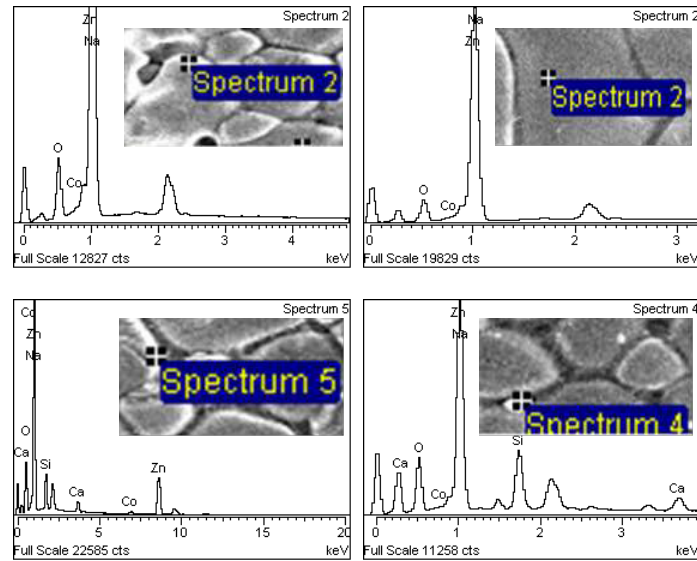 Spectrum 2
Zn
Na
Spectrum 2
O
Co
0 1 2 3 4
Full Scale 12827 cts keV
Spectrum 2
Na
Zn
Spectrum 2
O
Co
0 1 2 3
Full Scale 19829 cts keV
Spectrum 5
Co
Zn
Na
Spectrum 5
O
Ca
Si
Zn
Ca
Co
0 5 10 15 20
Full Scale 22585 cts keV
Spectrum 4
Zn
Na
Spectrum 4
Si
O
Ca
Co
Ca
0 1 2 3
Full Scale 11258 cts keV